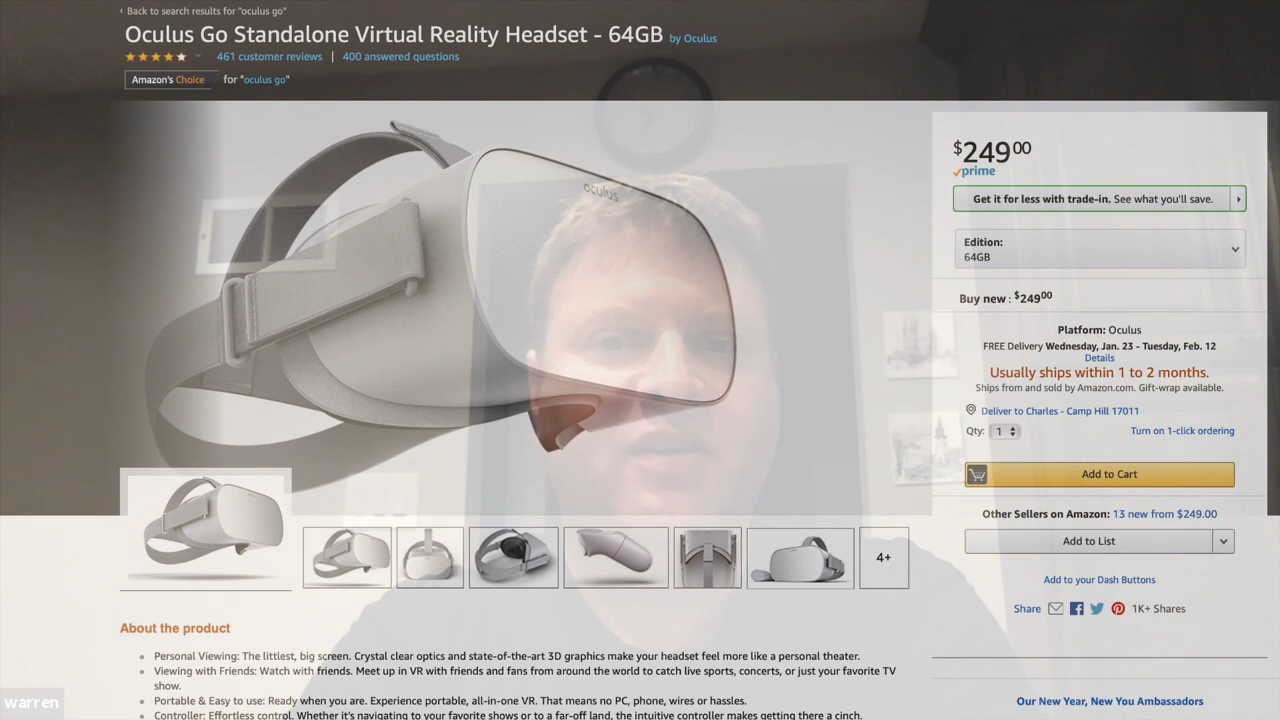 ‹ Back to search results for "oculus go"
Oculus Go Standalone Virtual Reality Headset - 64GB by Oculus
461 customer reviews | 400 answered questions
Amazon's Choice for "oculus go"
oculus
$249 00
prime
Get it for less with trade-in. See what you'll save.
Edition:
64GB
Buy new : $249 00
Platform: Oculus
FREE Delivery Wednesday, Jan. 23 - Tuesday, Feb. 12
Details
Usually ships within 1 to 2 months.
Ships from and sold by Amazon.com. Gift-wrap available.
Deliver to Charles - Camp Hill 17011
Qty: 1 Turn on 1-click ordering
Add to Cart
Other Sellers on Amazon: 13 new from $249.00
Add to List
4+
Add to your Dash Buttons
Share 1K+ Shares
About the product
• Personal Viewing: The littlest, big screen. Crystal clear optics and state-of-the-art 3D graphics make your headset feel more like a personal theater.
• Viewing with Friends: Watch with friends. Meet up in VR with friends and fans from around the world to catch live sports, concerts, or just your favorite TV
show.
• Portable & Easy to use: Ready when you are. Experience portable, all-in-one VR. That means no PC, phone, wires or hassles.
• Controller: Effortless control. Whether it's navigating to your favorite shows or to a far-off land, the intuitive controller makes getting there a cinch.
Our New Year, New You Ambassadors
warren